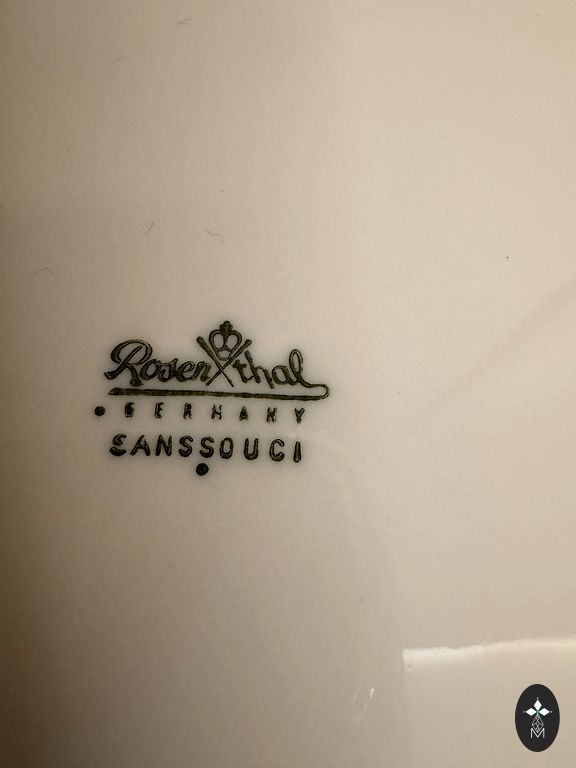 Rosenthal
GERMANY
SANSSOUCI
M